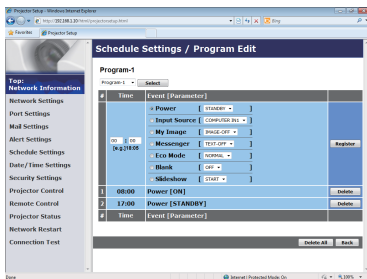 Projector Setup - Windows Internet Explorer
http://192.168.1.10/html/projectorsetup.html
Bing
Favorites Projector Setup
Schedule Settings / Program Edit
Top:
Network Information
Network Settings
Port Settings
Mail Settings
Alert Settings
Schedule Settings
Date/Time Settings
Security Settings
Projector Control
Remote Control
Projector Status
Network Restart
Connection Test
Program-1
Program-1 Select
# Time Event [Parameter]
00 : 00
[e.g.]18:05
Power [ STANDBY ]
Input Source [ COMPUTER IN1 ]
My Image [ IMAGE-OFF ]
Messenger [ TEXT-OFF ]
Eco Mode [ NORMAL ]
Blank [ OFF ]
Slideshow [ START ]
Register
1 08:00 Power [ON] Delete
2 17:00 Power [STANDBY] Delete
# Time Event [Parameter]
Delete All Back
Done Internet | Protected Mode: On 100%